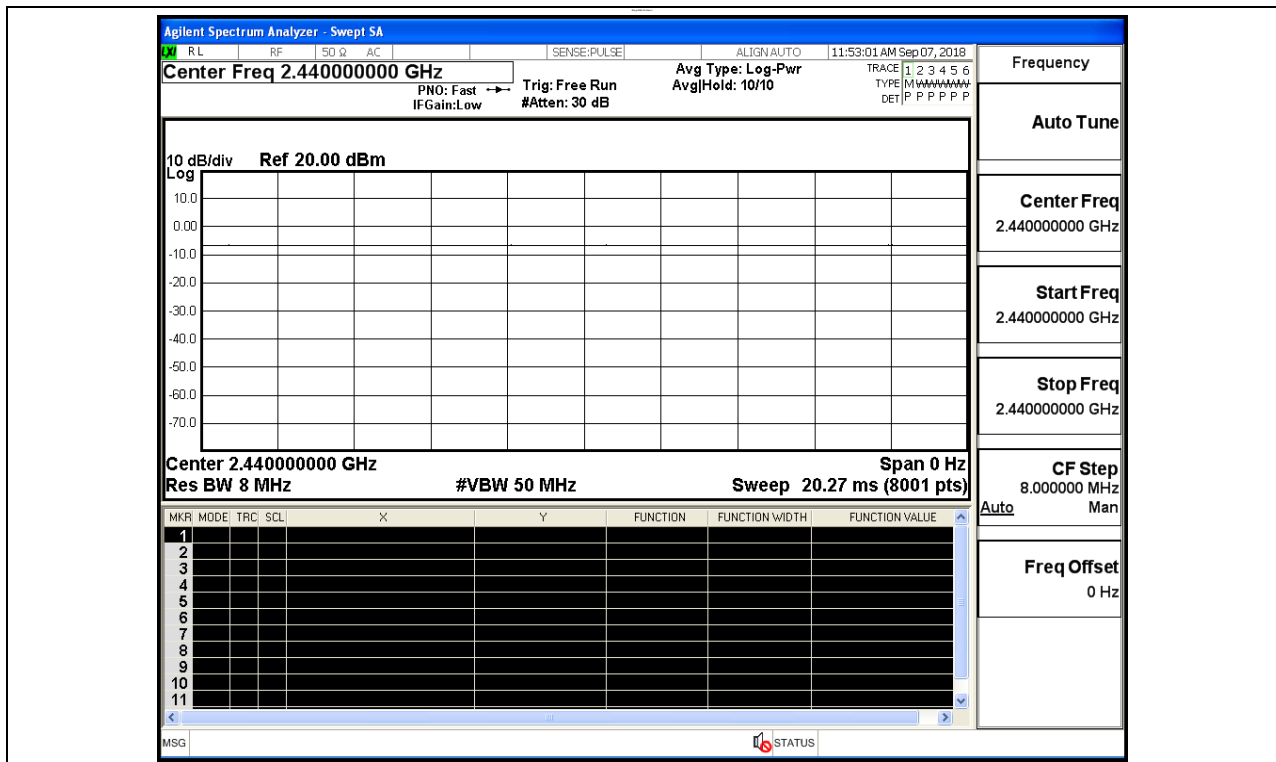 Agilent Spectrum Analyzer - Swept SA
LXI RL RF 50 Ω AC SENSE:PULSE ALIGN AUTO 11:53:01 AM Sep 07, 2018
Center Freq 2.440000000 GHz
PNO: Fast
IFGain:Low
Trig: Free Run
#Atten: 30 dB
Avg Type: Log-Pwr
Avg|Hold: 10/10
TRACE 1 2 3 4 5 6
TYPE M W W W W W
DET P P P P P P
10 dB/div Ref 20.00 dBm
Log
10.0
0.00
-10.0
-20.0
-30.0
-40.0
-50.0
-60.0
-70.0
Center 2.440000000 GHz Span 0 Hz
Res BW 8 MHz #VBW 50 MHz Sweep 20.27 ms (8001 pts)
MKR MODE TRC SCL X Y FUNCTION FUNCTION WIDTH FUNCTION VALUE
1
2
3
4
5
6
7
8
9
10
11
MSG STATUS
Frequency
Auto Tune
Center Freq
2.440000000 GHz
Start Freq
2.440000000 GHz
Stop Freq
2.440000000 GHz
CF Step
8.000000 MHz
Auto Man
Freq Offset
0 Hz